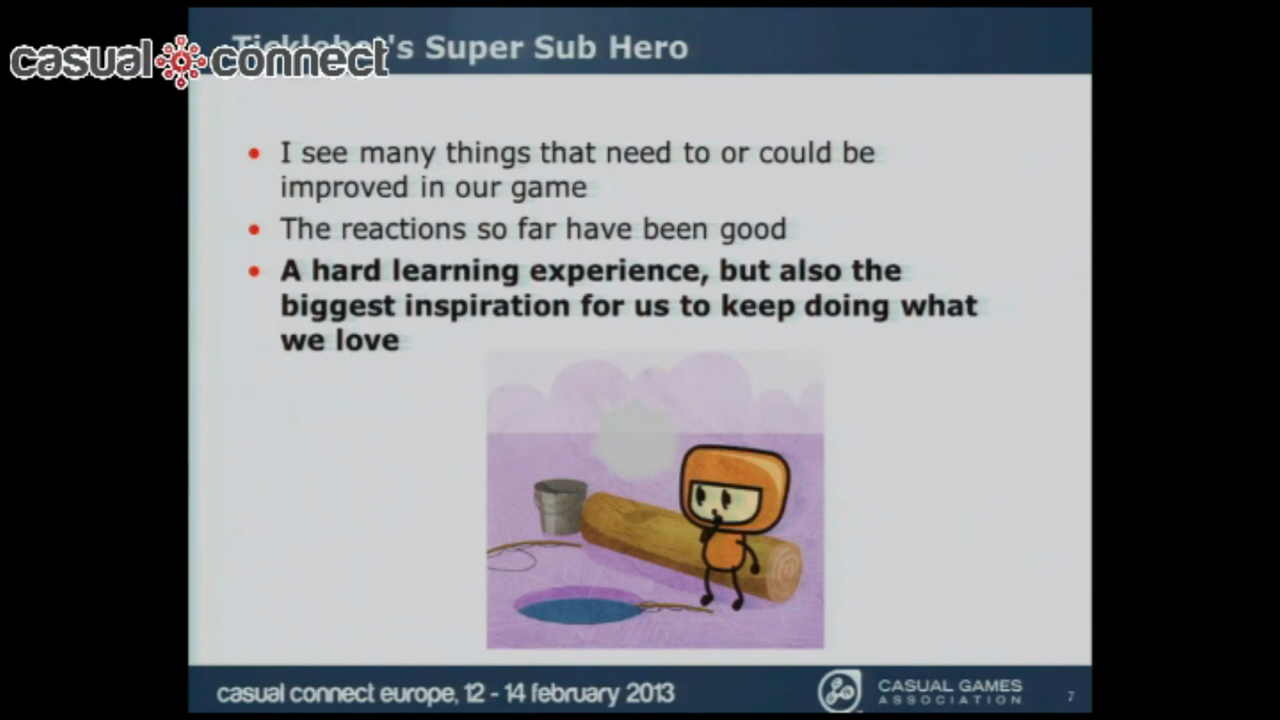 casual connect
's Super Sub Hero
I see many things that need to or could be
improved in our game
The reactions so far have been good
A hard learning experience, but also the
biggest inspiration for us to keep doing what
we love
casual connect europe, 12 - 14 february 2013
CASUAL GAMES
ASSOCIATION
7